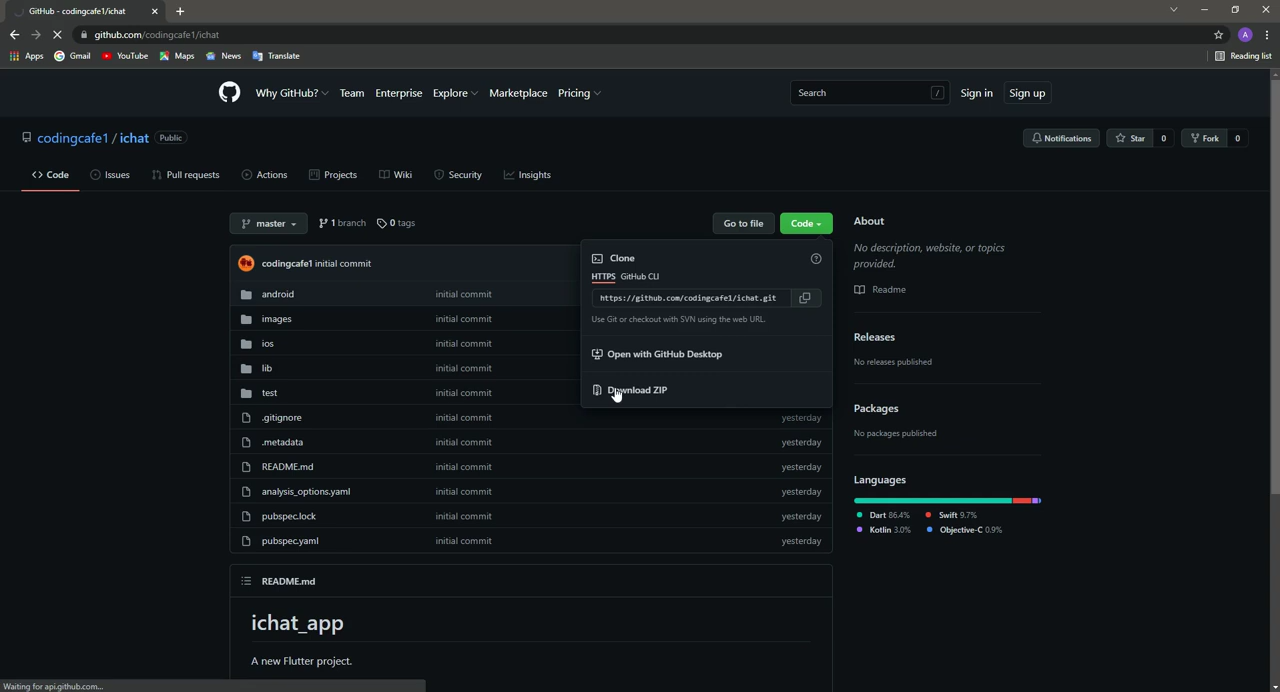 GitHub - codingcafe1/ichat
github.com/codingcafe1/ichat
A
Apps Gmail YouTube Maps News Translate Reading list
Why GitHub? Team Enterprise Explore Marketplace Pricing Search / Sign in Sign up
codingcafe1 / ichat Public Notifications Star 0 Fork 0
Code Issues Pull requests Actions Projects Wiki Security Insights
master 1 branch 0 tags Go to file Code
codingcafe1 initial commit
android initial commit
images initial commit
ios initial commit
lib initial commit
test initial commit
.gitignore initial commit yesterday
.metadata initial commit yesterday
README.md initial commit yesterday
analysis_options.yaml initial commit yesterday
pubspec.lock initial commit yesterday
pubspec.yaml initial commit yesterday
Clone
HTTPS GitHub CLI
https://github.com/codingcafe1/ichat.git
Use Git or checkout with SVN using the web URL.
Open with GitHub Desktop
Download ZIP
README.md
ichat_app
A new Flutter project.
About
No description, website, or topics
provided.
Readme
Releases
No releases published
Packages
No packages published
Languages
Dart 86.4% Swift 9.7%
Kotlin 3.0% Objective-C 0.9%
Waiting for api.github.com...